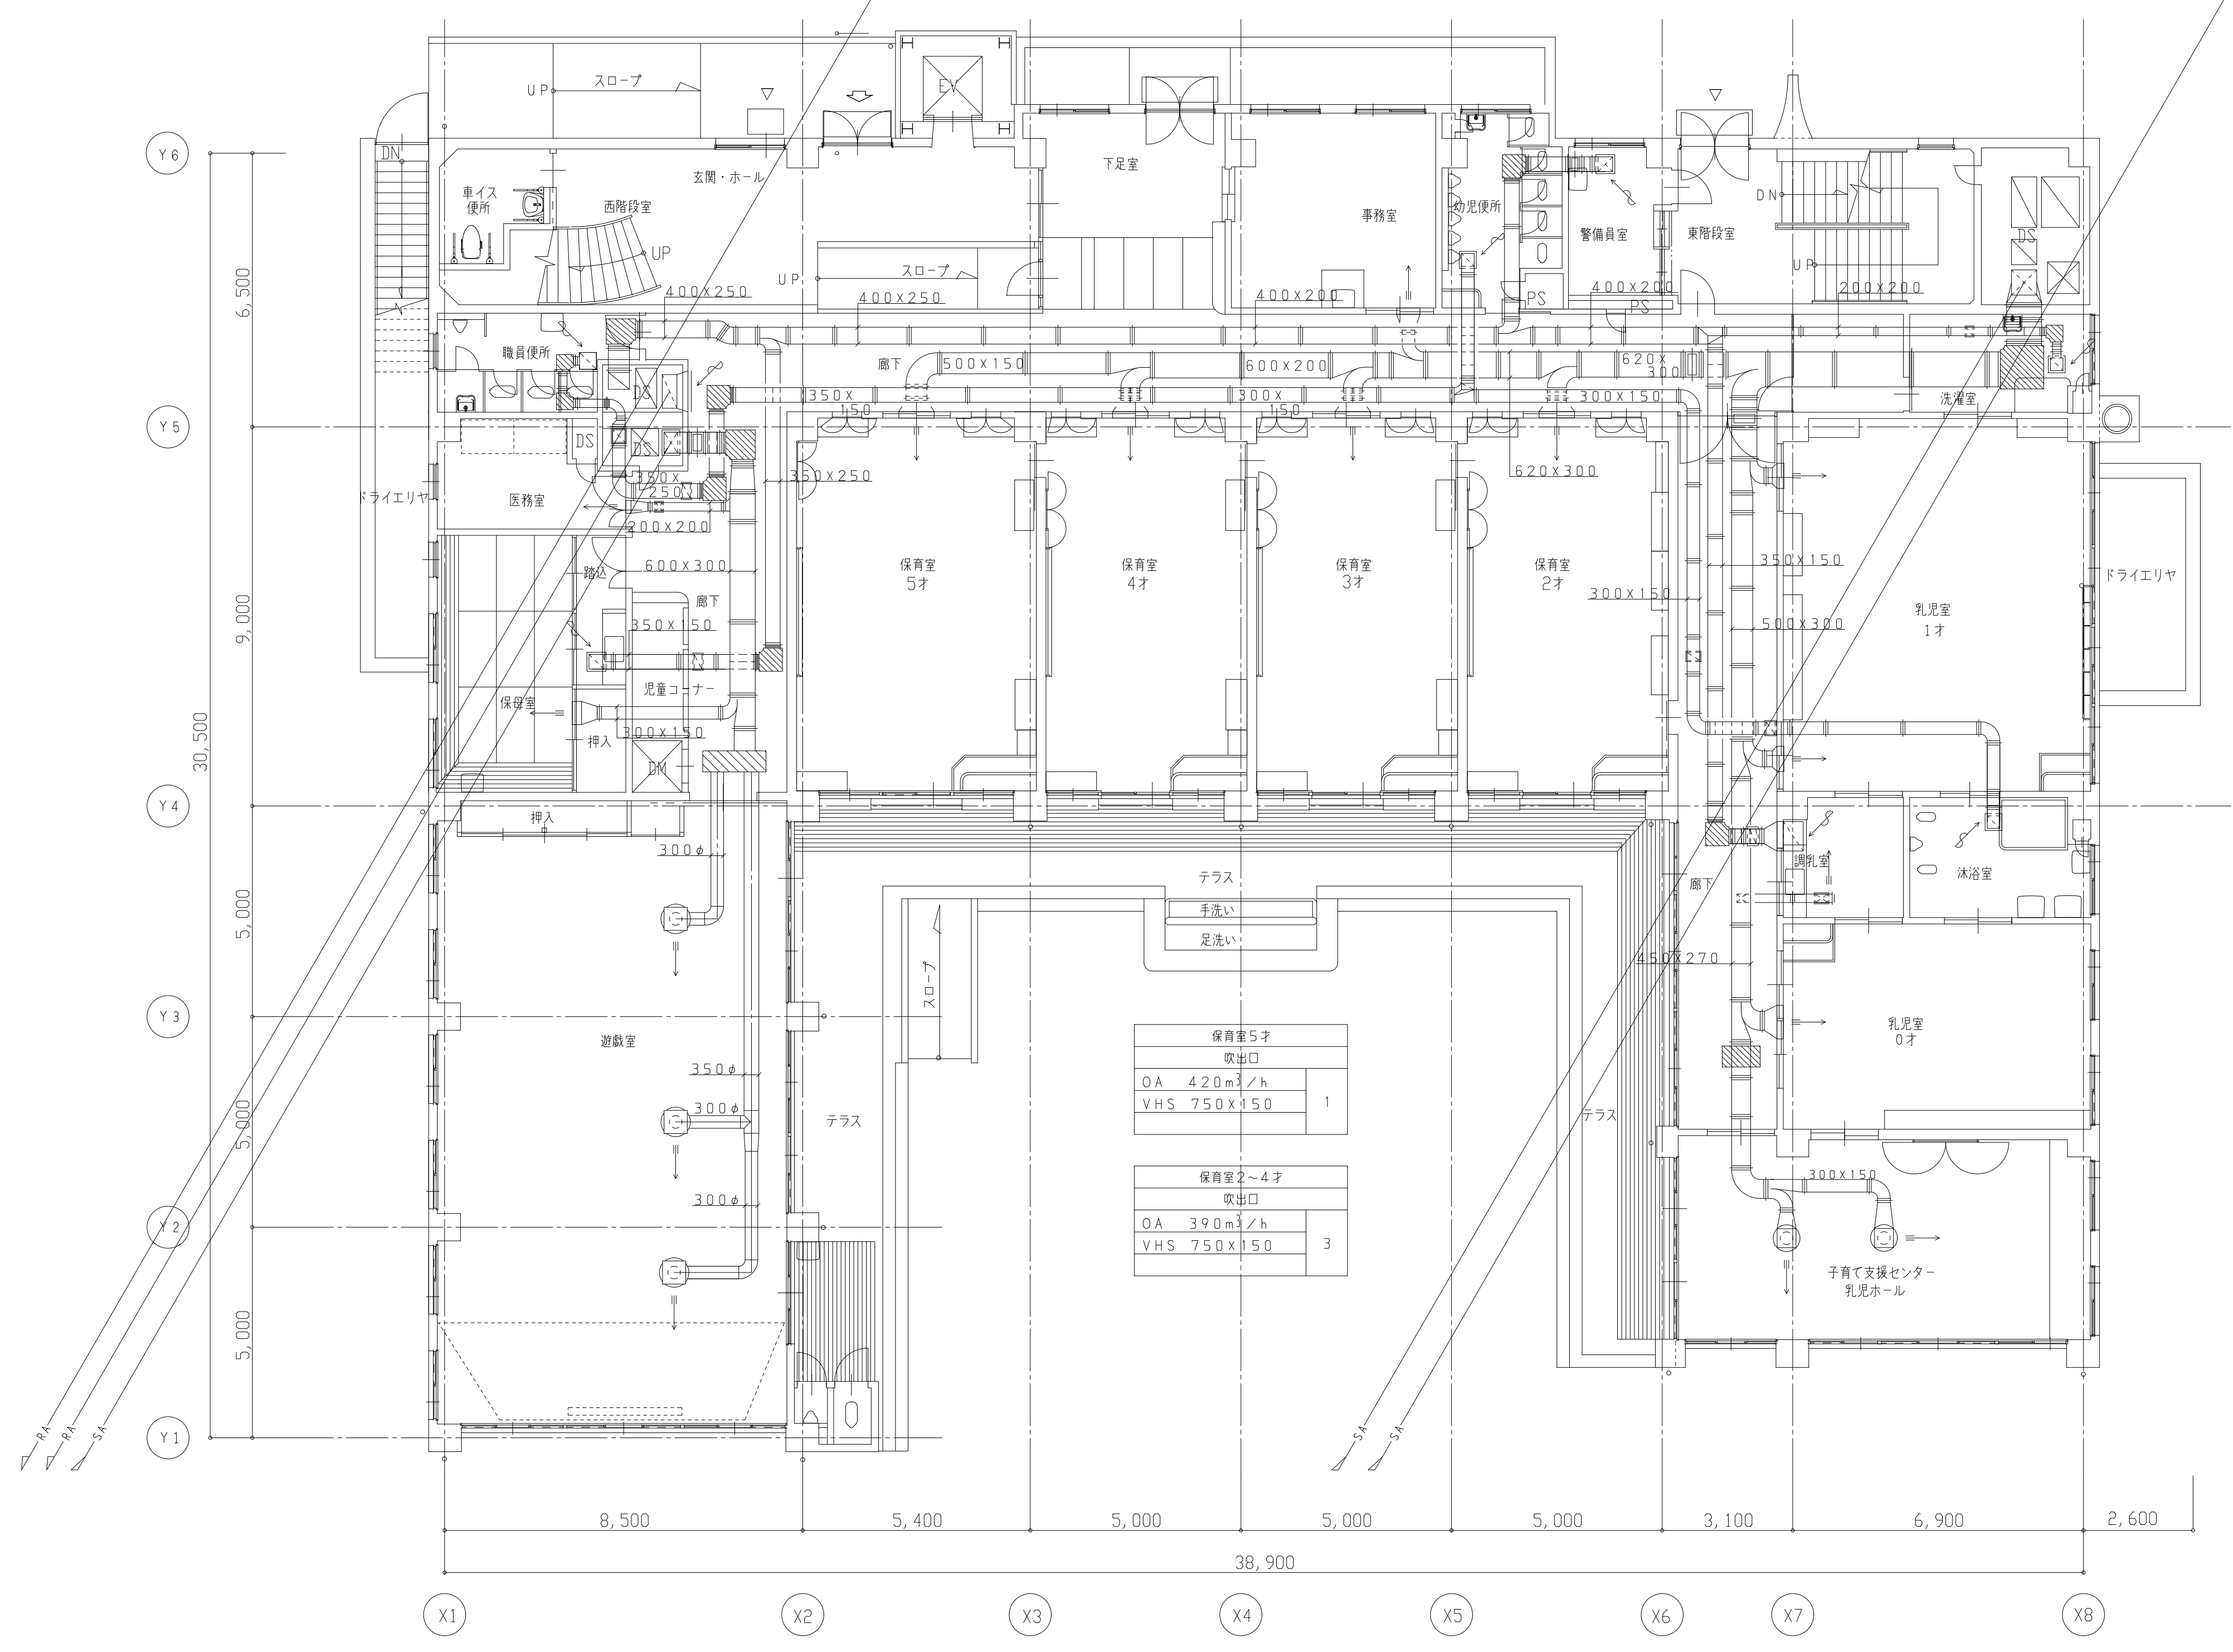 UP
スロープ
EV
Y6
DN
車イス
便所
玄関・ホール
西階段室
UP
下足室
事務室
幼児便所
警備員室
東階段室
DN
DS
UP
スロープ
UP
400X250
400X250
400X200
PS
400X200
PS
200X200
6,500
職員便所
廊下
500X150
600X200
620X
300
DS
350X
150
300X
150
300X150
洗濯室
Y5
DS
DS
350X
250
350X250
620X300
ドライエリヤ
医務室
200X200
600X300
踏込
廊下
350X150
保育室
5才
保育室
4才
保育室
3才
保育室
2才
350X150
300X150
500X300
乳児室
1才
ドライエリヤ
9,000
30,500
保母室
児童コーナー
300X150
押入
DM
Y4
押入
300φ
調乳室
沐浴室
廊下
テラス
手洗い
足洗い
スロープ
5,000
450X270
Y3
遊戯室
350φ
300φ
300φ
テラス
テラス
乳児室
0才
保育室5才
吹出口
OA 420m³/h
VHS 750X150
1
保育室2~4才
吹出口
OA 390m³/h
VHS 750X150
3
5,000
Y2
300X150
子育て支援センター
乳児ホール
5,000
Y1
RA
RA
SA
SA
SA
8,500
5,400
5,000
5,000
5,000
3,100
6,900
2,600
38,900
X1
X2
X3
X4
X5
X6
X7
X8